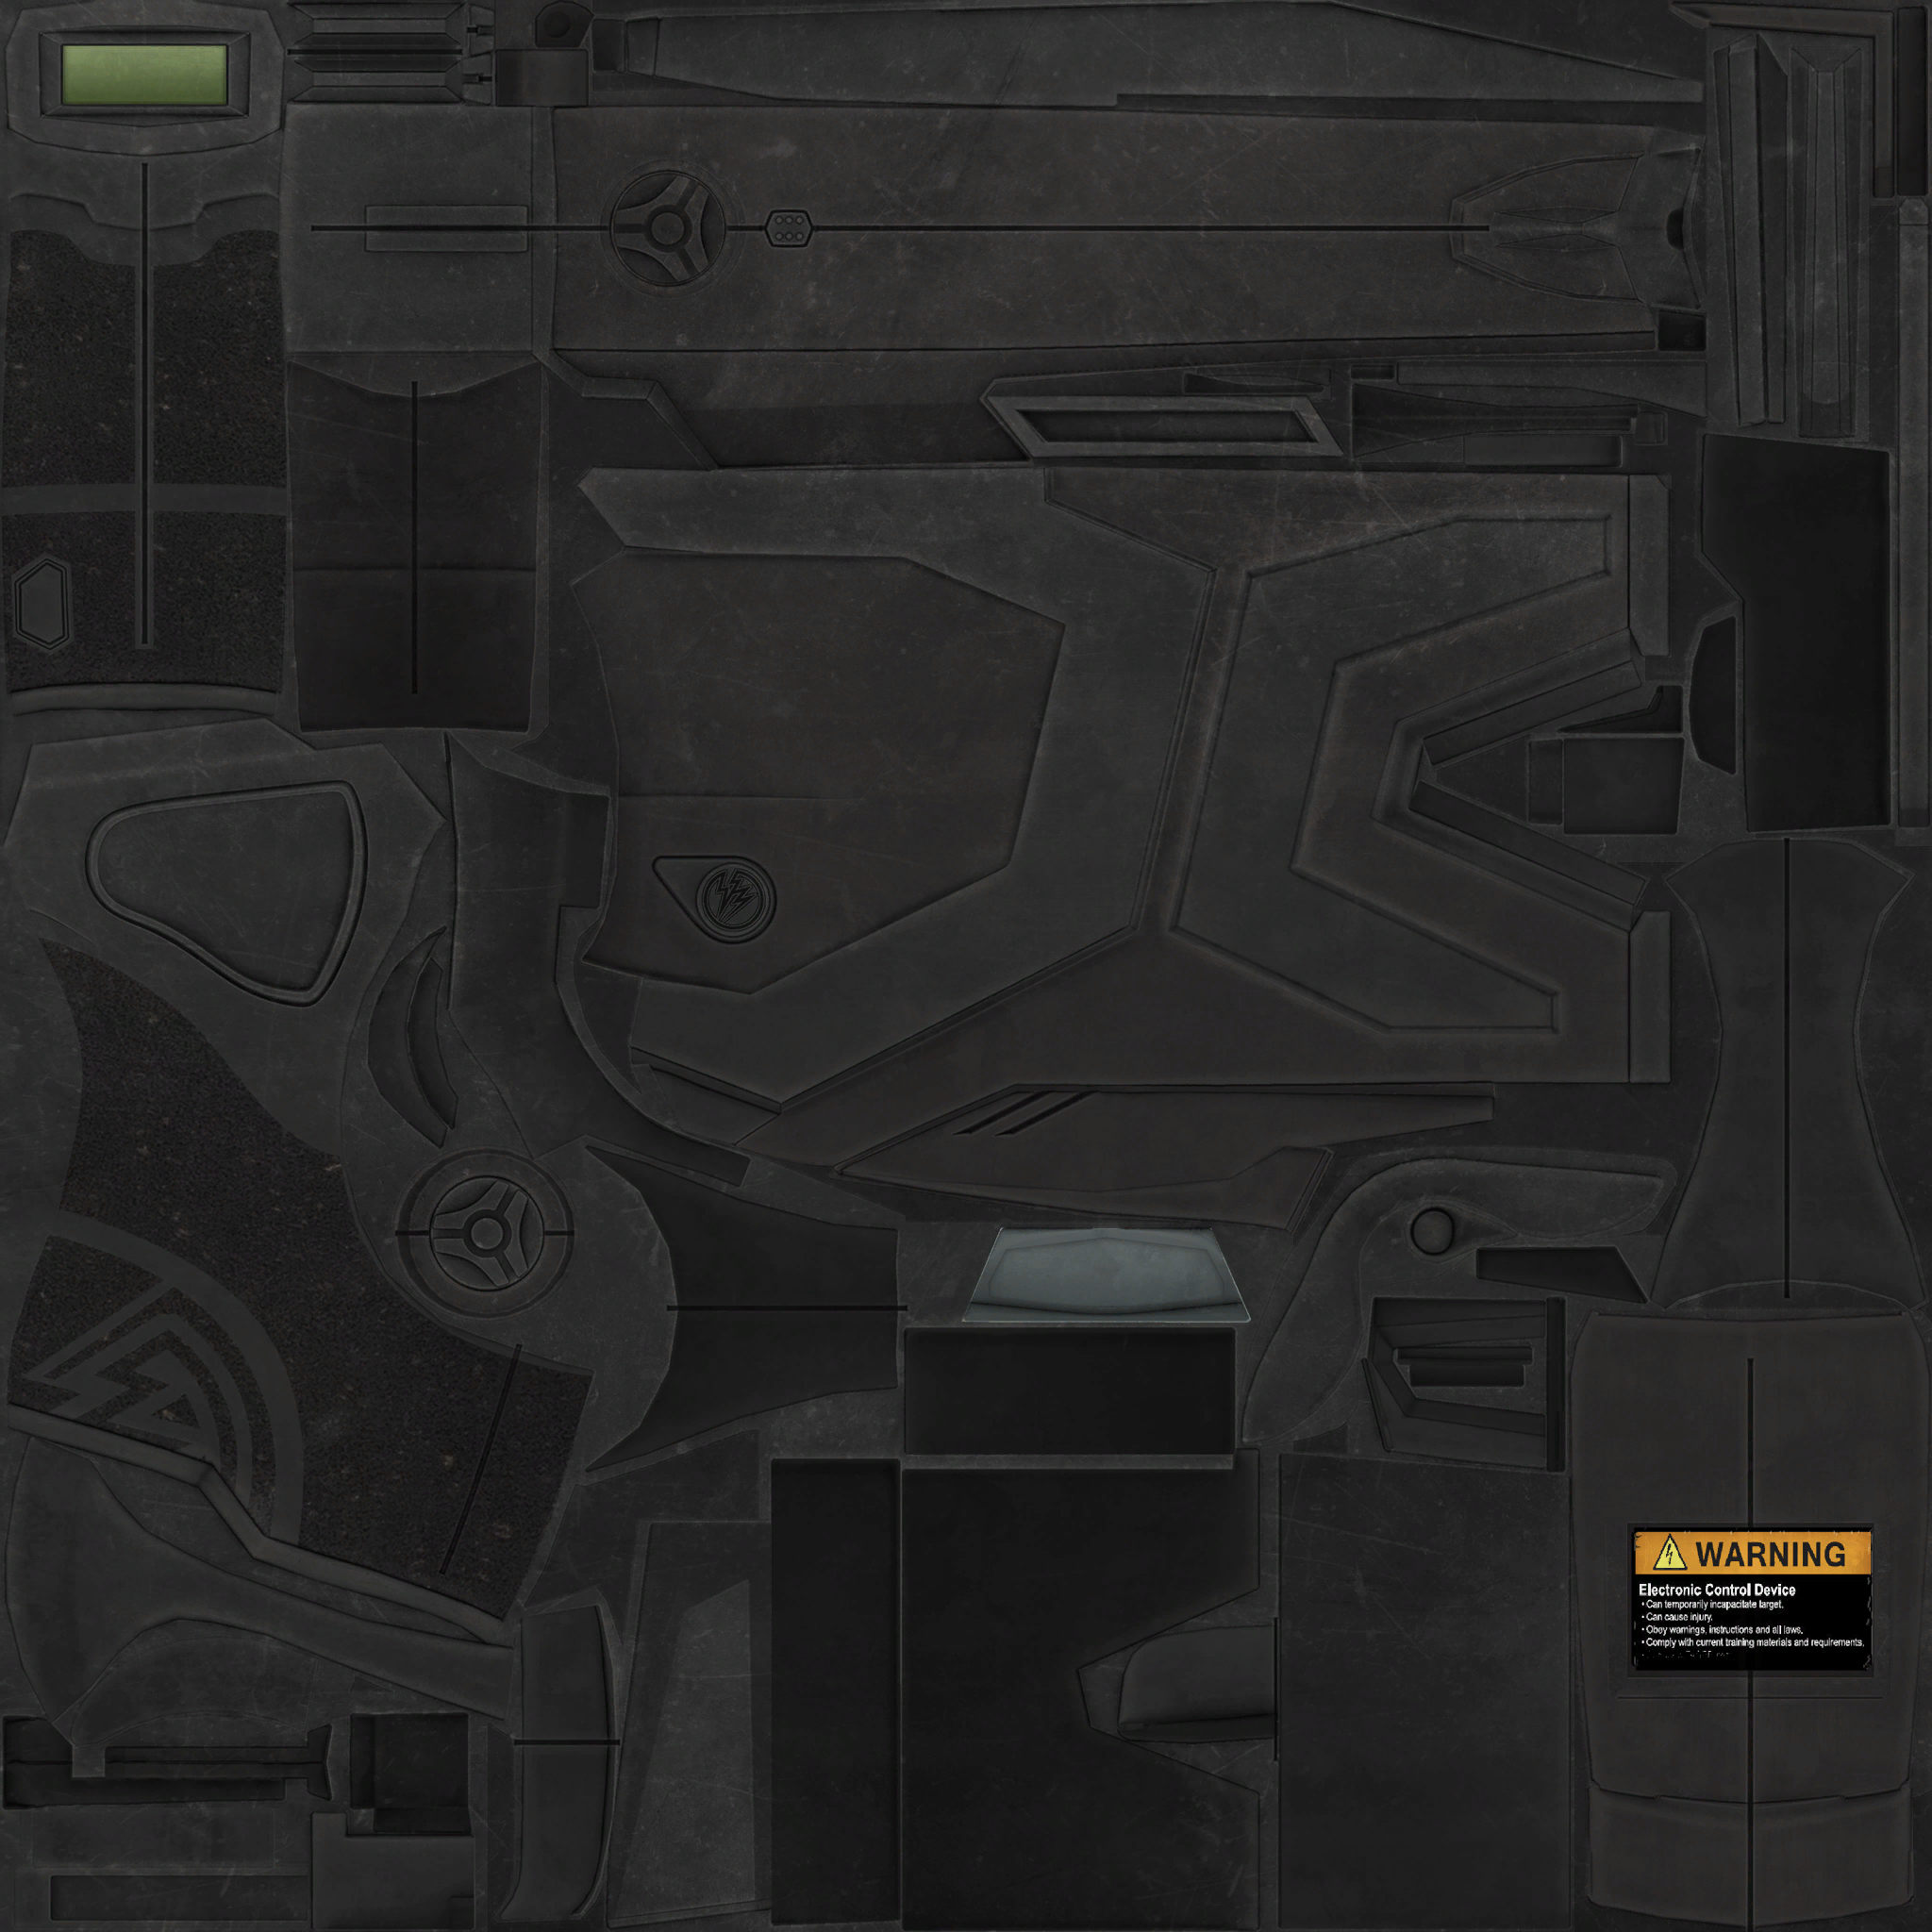 WARNING
Electronic Control Device
• Can temporarily incapacitate target.
• Can cause injury.
• Obey warnings, instructions and all laws.
• Comply with current training materials and requirements.